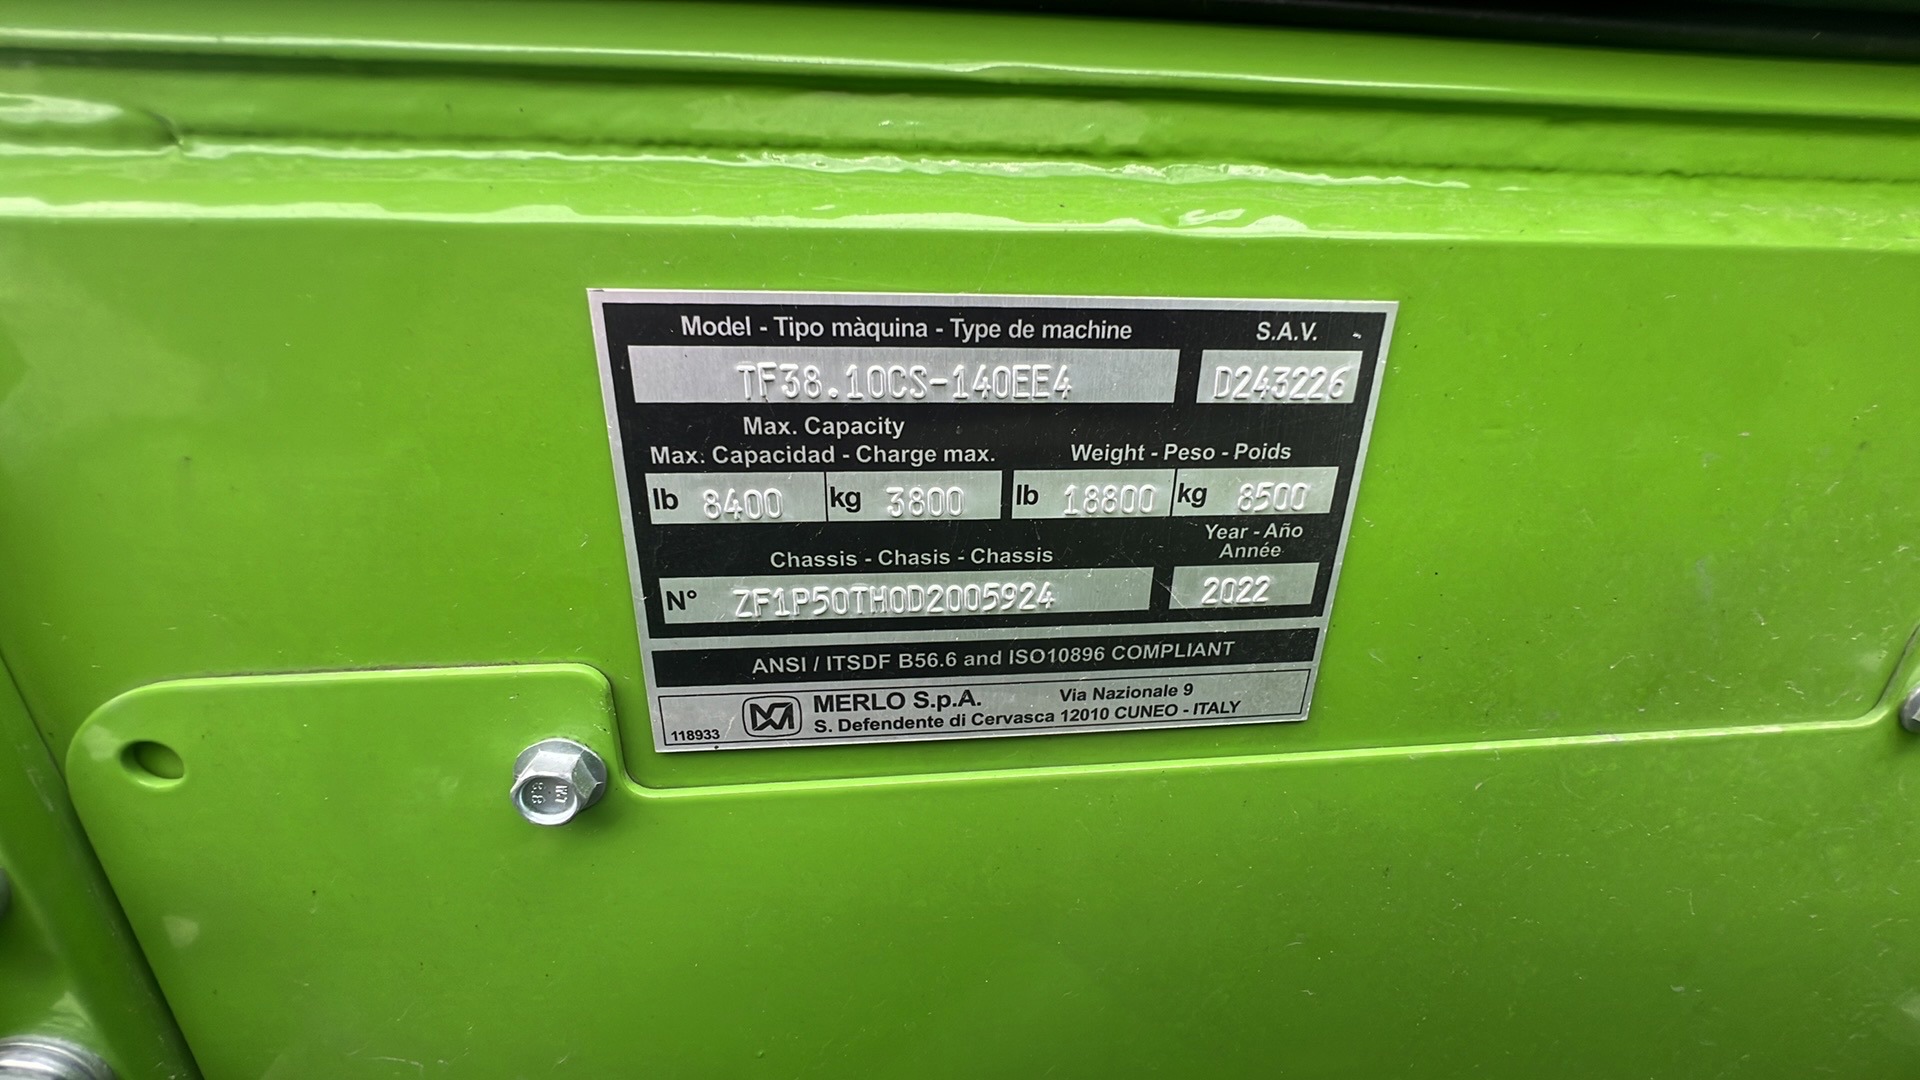 Model - Tipo màquina - Type de machine S.A.V.
TF38.10CS-140EE4 D243226
Max. Capacity
Max. Capacidad - Charge max. Weight - Peso - Poids
lb 8400 kg 3800 lb 18800 kg 8500
Year - Año
Année
Chassis - Chasis - Chassis
N° ZF1P50TH0D2005924 2022
ANSI / ITSDF B56.6 and ISO10896 COMPLIANT
MERLO S.p.A. Via Nazionale 9
118933 S. Defendente di Cervasca 12010 CUNEO - ITALY
8.8